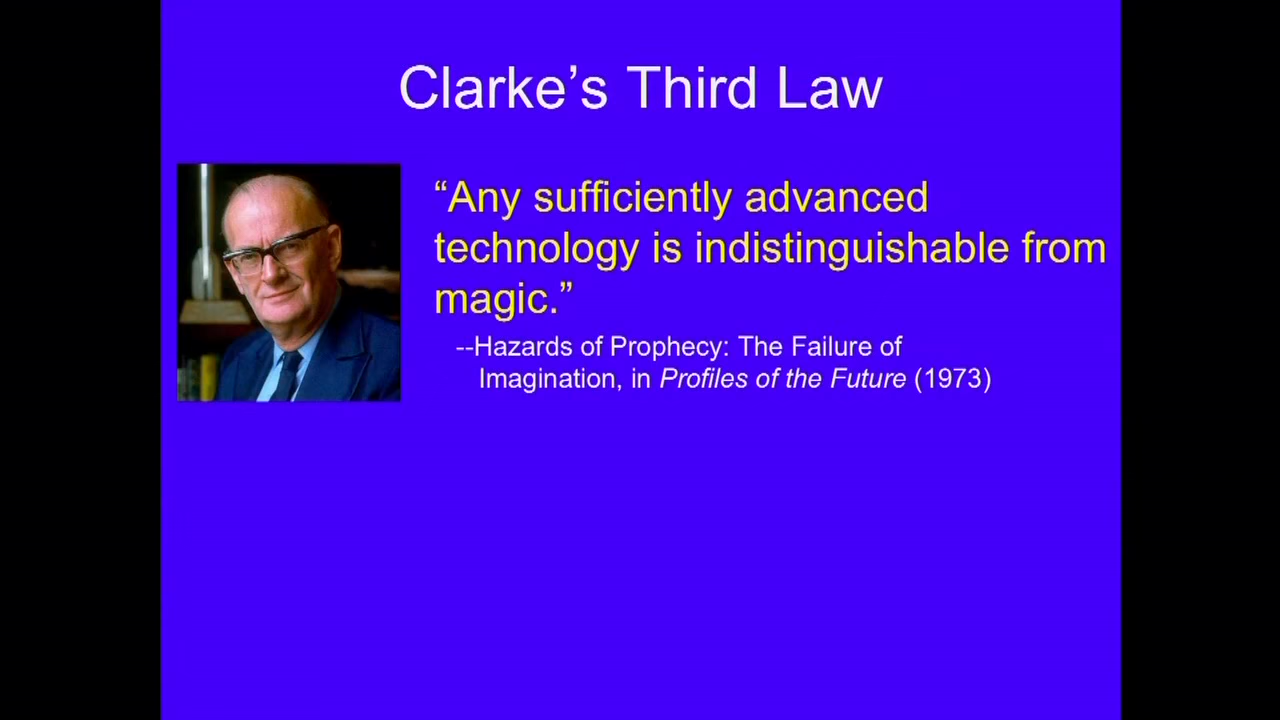 Clarke’s Third Law
“Any sufficiently advanced
technology is indistinguishable from
magic.”
--Hazards of Prophecy: The Failure of
Imagination, in Profiles of the Future (1973)